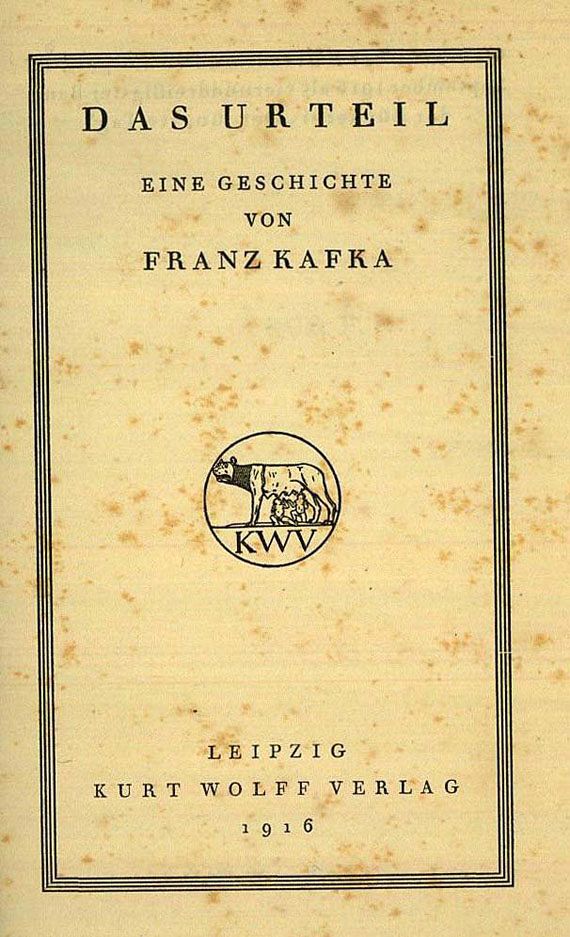 DAS URTEIL
EINE GESCHICHTE
VON
FRANZ KAFKA
KWV
LEIPZIG
KURT WOLFF VERLAG
1916